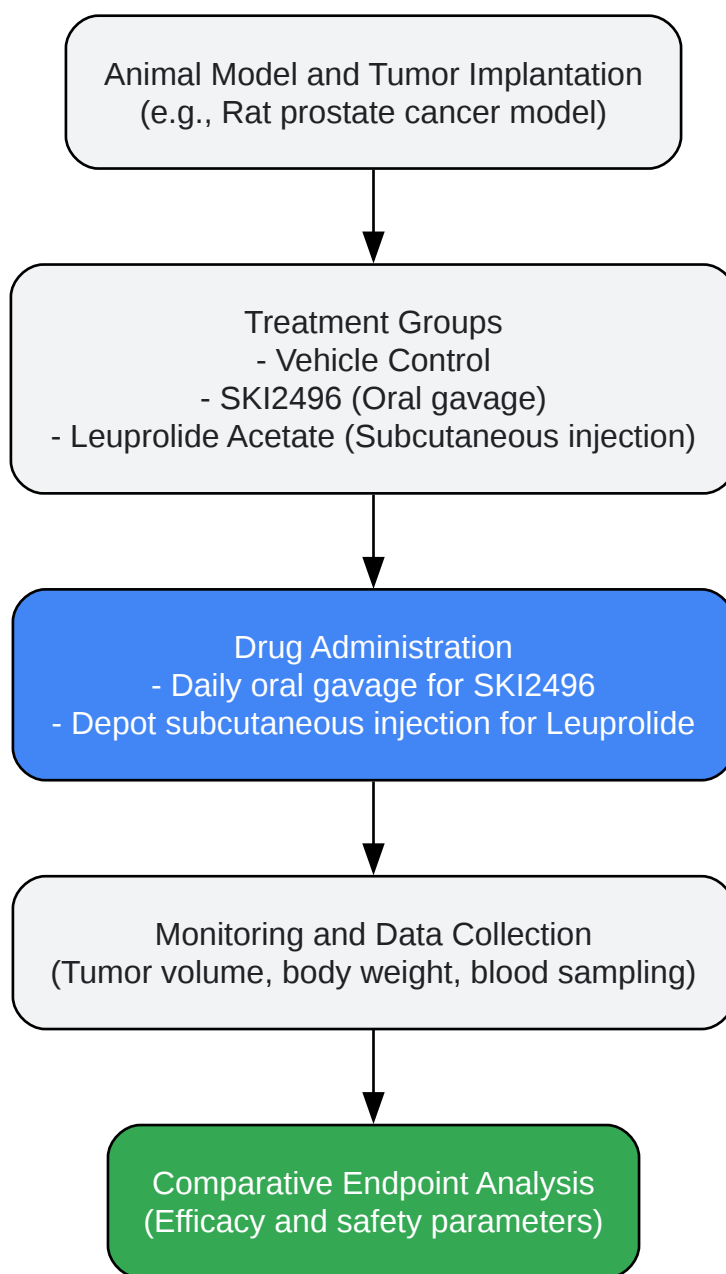 Animal Model and Tumor Implantation
(e.g., Rat prostate cancer model)
Treatment Groups
- Vehicle Control
- SKI2496 (Oral gavage)
- Leuprolide Acetate (Subcutaneous injection)
Drug Administration
- Daily oral gavage for SKI2496
- Depot subcutaneous injection for Leuprolide
Monitoring and Data Collection
(Tumor volume, body weight, blood sampling)
Comparative Endpoint Analysis
(Efficacy and safety parameters)